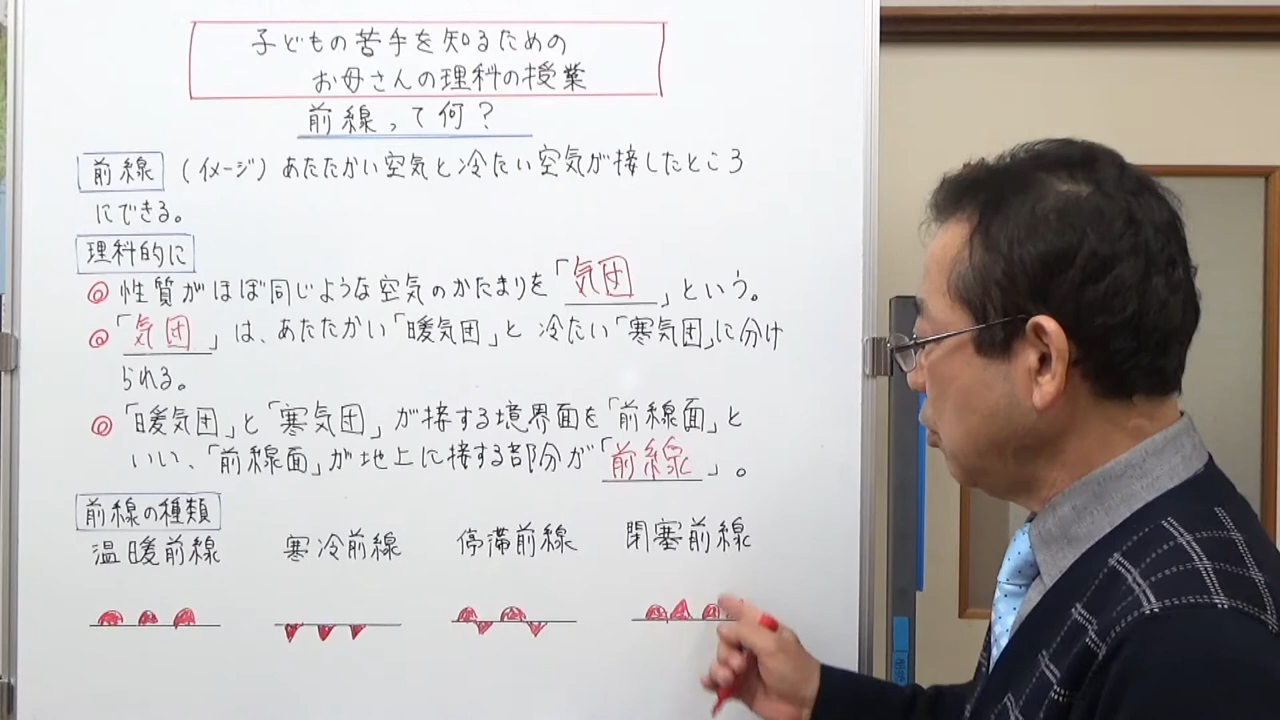 子どもの苦手を知るための
お母さんの理科の授業
前線って何？
前線 (イメージ) あたたかい空気と冷たい空気が接したところ
にできる。
理科的に
◎ 性質がほぼ同じような空気のかたまりを「気団」という。
◎「気団」は、あたたかい「暖気団」と冷たい「寒気団」に分け
られる。
◎「暖気団」と「寒気団」が接する境界面を「前線面」と
いい、「前線面」が地上に接する部分が「前線」。
前線の種類
温暖前線 寒冷前線 停滞前線 閉塞前線